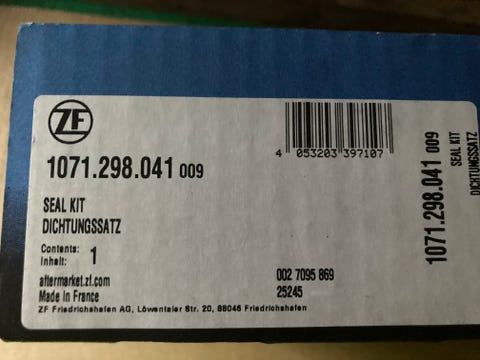 ZF
4 053203 397107
1071.298.041 009
SEAL KIT
DICHTUNGSSATZ
Contents:
Inhalt: 1
aftermarket.zf.com
Made In France
002 7095 869
25245
ZF Friedrichshafen AG, Löwentaler Str. 20, 88046 Friedrichshafen
1071.298.041 009
SEAL KIT
DICHTUNGSSATZ